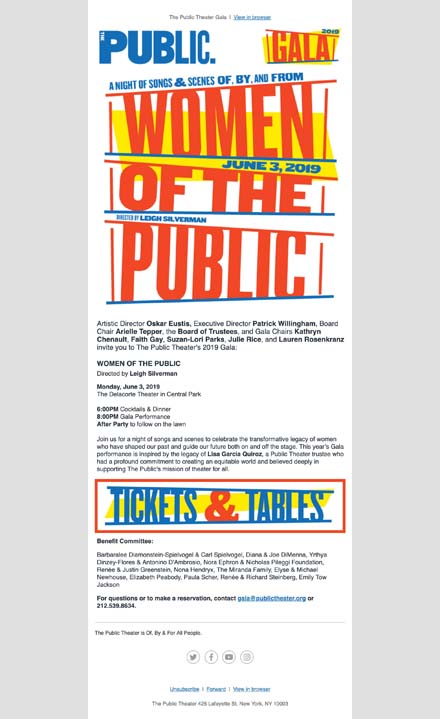 The Public Theater Gala | View in browser
THE PUBLIC.
2019
GALA
A NIGHT OF SONGS & SCENES OF, BY, AND FROM
WOMEN
JUNE 3, 2019
OF THE
DIRECTED BY LEIGH SILVERMAN
PUBLIC
Artistic Director Oskar Eustis, Executive Director Patrick Willingham, Board
Chair Arielle Tepper, the Board of Trustees, and Gala Chairs Kathryn
Chenault, Faith Gay, Suzan-Lori Parks, Julie Rice, and Lauren Rosenkranz
invite you to The Public Theater's 2019 Gala:
WOMEN OF THE PUBLIC
Directed by Leigh Silverman
Monday, June 3, 2019
The Delacorte Theater in Central Park
6:00PM Cocktails & Dinner
8:00PM Gala Performance
After Party to follow on the lawn
Join us for a night of songs and scenes to celebrate the transformative legacy of women
who have shaped our past and guide our future both on and off the stage. This year's Gala
performance is inspired by the legacy of Lisa Garcia Quiroz, a Public Theater trustee who
had a profound commitment to creating an equitable world and believed deeply in
supporting The Public's mission of theater for all.
TICKETS & TABLES
Benefit Committee:
Barbaralee Diamonstein-Spielvogel & Carl Spielvogel, Diana & Joe DiMenna, Yrthya
Dinzey-Flores & Antonino D'Ambrosio, Nora Ephron & Nicholas Pileggi Foundation,
Renée & Justin Greenstein, Nona Hendryx, The Miranda Family, Elyse & Michael
Newhouse, Elizabeth Peabody, Paula Scher, Renée & Richard Steinberg, Emily Tow
Jackson
For questions or to make a reservation, contact gala@publictheater.org or
212.539.8634.
The Public Theater is Of, By & For All People.
Unsubscribe | Forward | View in browser
The Public Theater 425 Lafayette St, New York, NY 10003